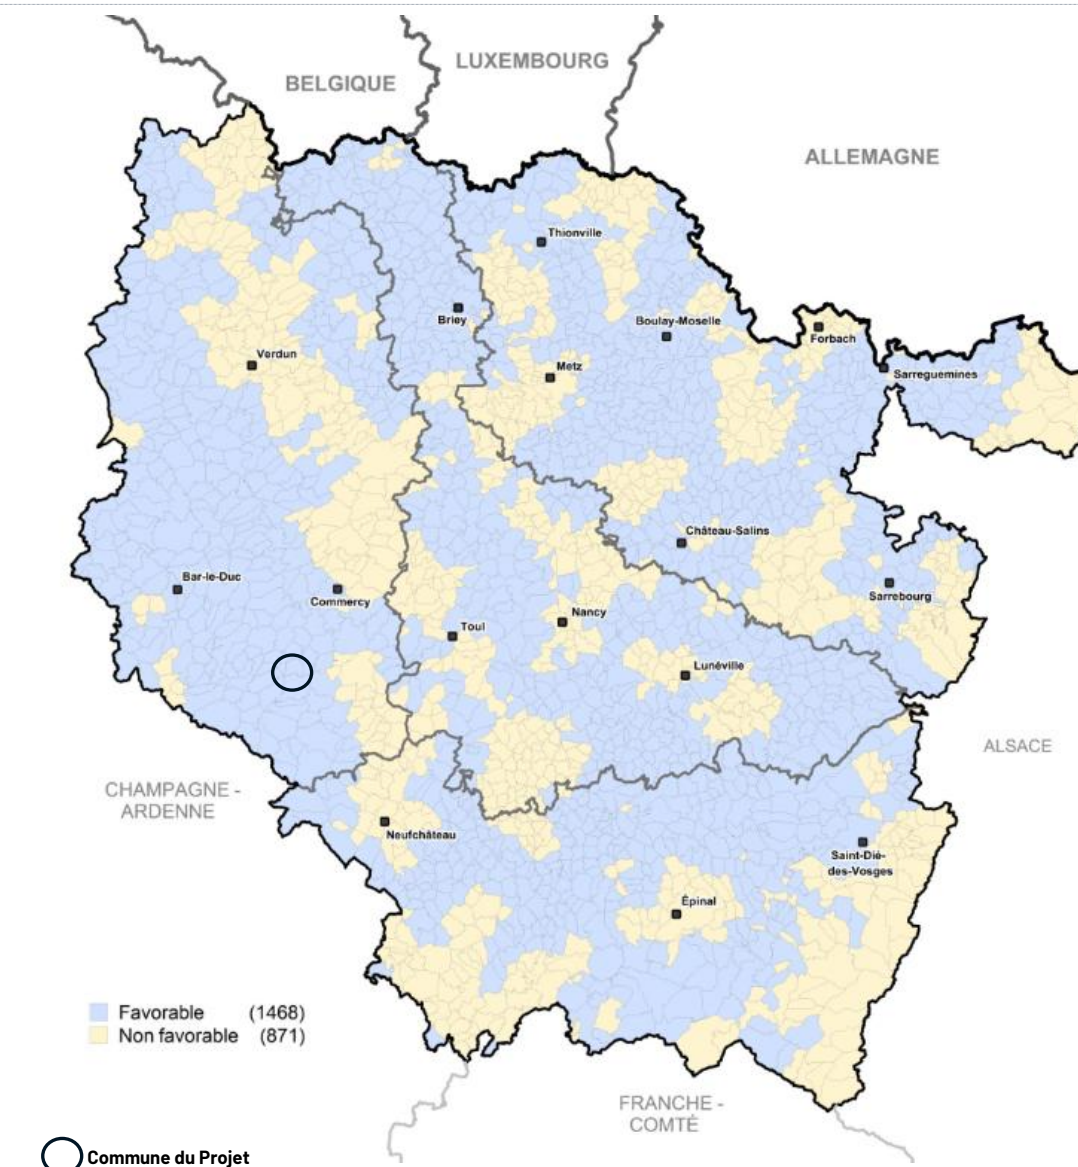 BELGIQUE
LUXEMBOURG
ALLEMAGNE
Thionville
Briey
Boulay-Moselle
Forbach
Verdun
Metz
Sarreguemines
Château-Salins
Bar-le-Duc
Commercy
Sarrebourg
Nancy
Toul
Lunéville
ALSACE
CHAMPAGNE -
ARDENNE
Neufchâteau
Saint-Dié-
des-Vosges
Épinal
Favorable (1468)
Non favorable (871)
FRANCHE -
COMTÉ
Commune du Projet